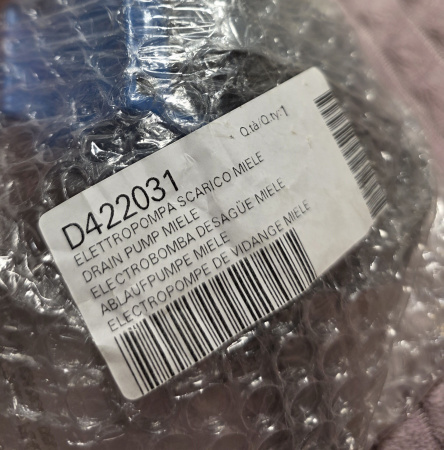 Q.tà/Q.ty:1
D422031
ELETTROPOMPA SCARICO MIELE
DRAIN PUMP MIELE
ELECTROBOMBA DESAGÜE MIELE
ABLAUFPUMPE MIELE
ELECTROPOMPE DE VIDANGE MIELE